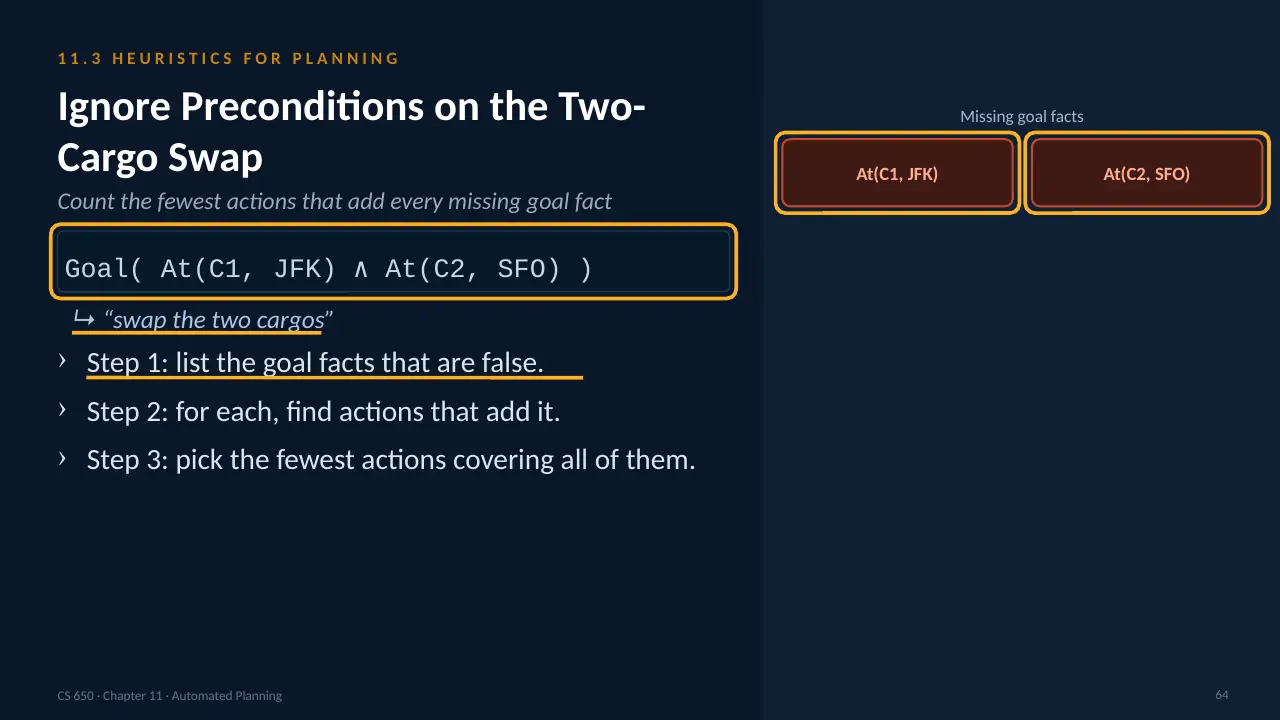 11.3 HEURISTICS FOR PLANNING
Ignore Preconditions on the Two-
Cargo Swap
Count the fewest actions that add every missing goal fact
Goal( At(C1, JFK) ∧ At(C2, SFO) )
↪ “swap the two cargos”
› Step 1: list the goal facts that are false.
› Step 2: for each, find actions that add it.
› Step 3: pick the fewest actions covering all of them.
Missing goal facts
At(C1, JFK)
At(C2, SFO)
CS 650 · Chapter 11 · Automated Planning
64